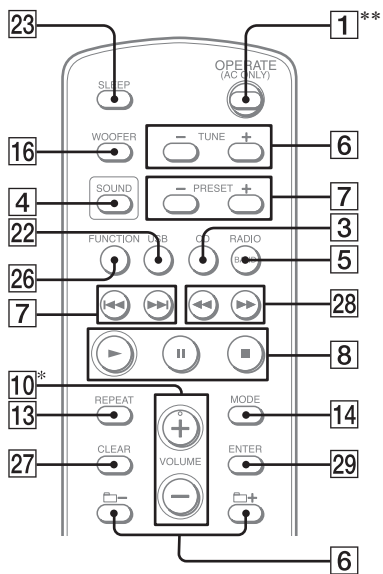 23
1**
OPERATE
(AC ONLY)
SLEEP
WOOFER
− TUNE +
16
6
SOUND
− PRESET +
4
7
22
3
FUNCTION USB CD RADIO
BAND
26
5
7
28
8
10*
REPEAT
MODE
13
14
+
CLEAR
VOLUME
ENTER
27
29
−
−
+
6